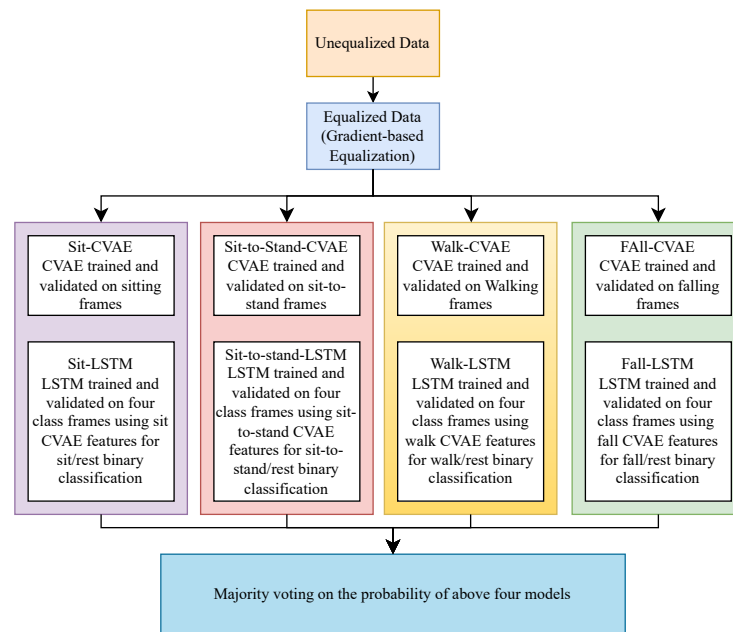 Unequalized Data
Equalized Data
(Gradient-based
Equalization)
Sit-CVAE
CVAE trained and
validated on sitting
frames
Sit-to-Stand-CVAE
CVAE trained and
validated on sit-to-
stand frames
Walk-CVAE
CVAE trained and
validated on Walking
frames
FAll-CVAE
CVAE trained and
validated on falling
frames
Sit-LSTM
LSTM trained and
validated on four
class frames using sit
CVAE features for
sit/rest binary
classification
Sit-to-stand-LSTM
LSTM trained and
validated on four
class frames using sit-
to-stand CVAE
features for sit-to-
stand/rest binary
classification
Walk-LSTM
LSTM trained and
validated on four
class frames using
walk CVAE features
for walk/rest binary
classification
Fall-LSTM
LSTM trained and
validated on four
class frames using
fall CVAE features
for fall/rest binary
classification
Majority voting on the probability of above four models